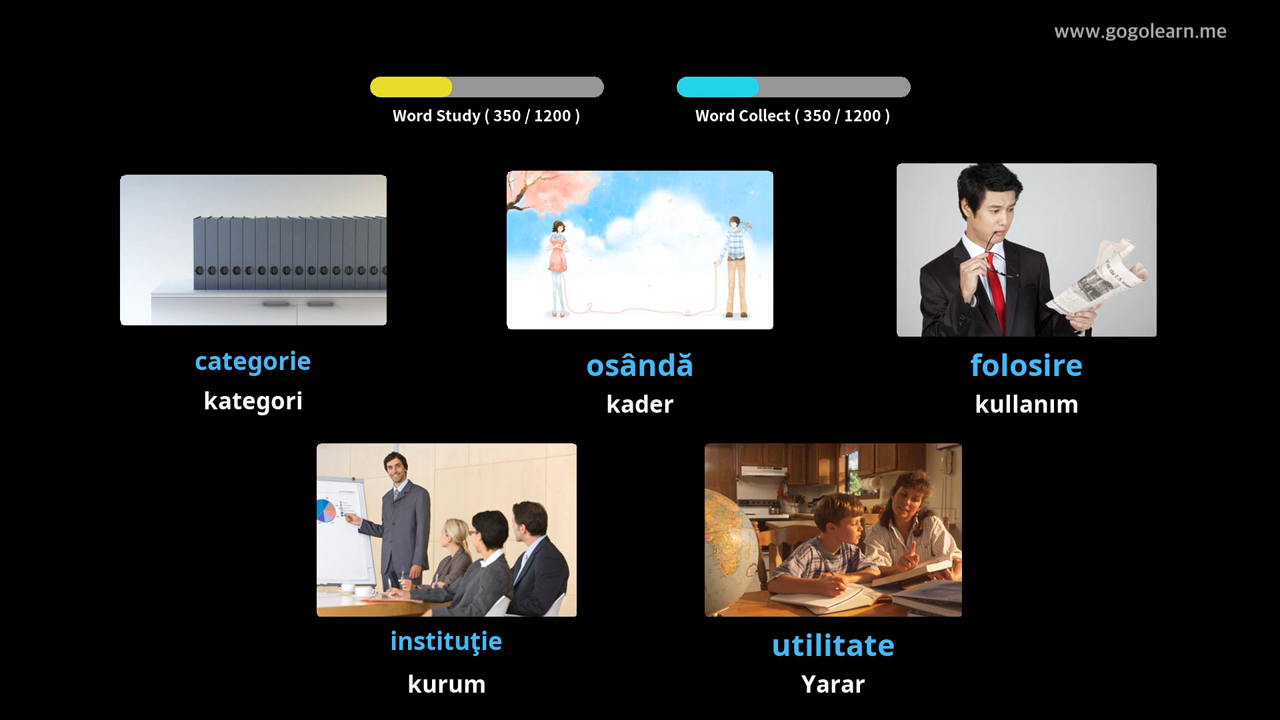 www.gogolearn.me
Word Study ( 350 / 1200 )
Word Collect ( 350 / 1200 )
categorie
kategori
osândă
kader
folosire
kullanım
instituţie
kurum
utilitate
Yarar